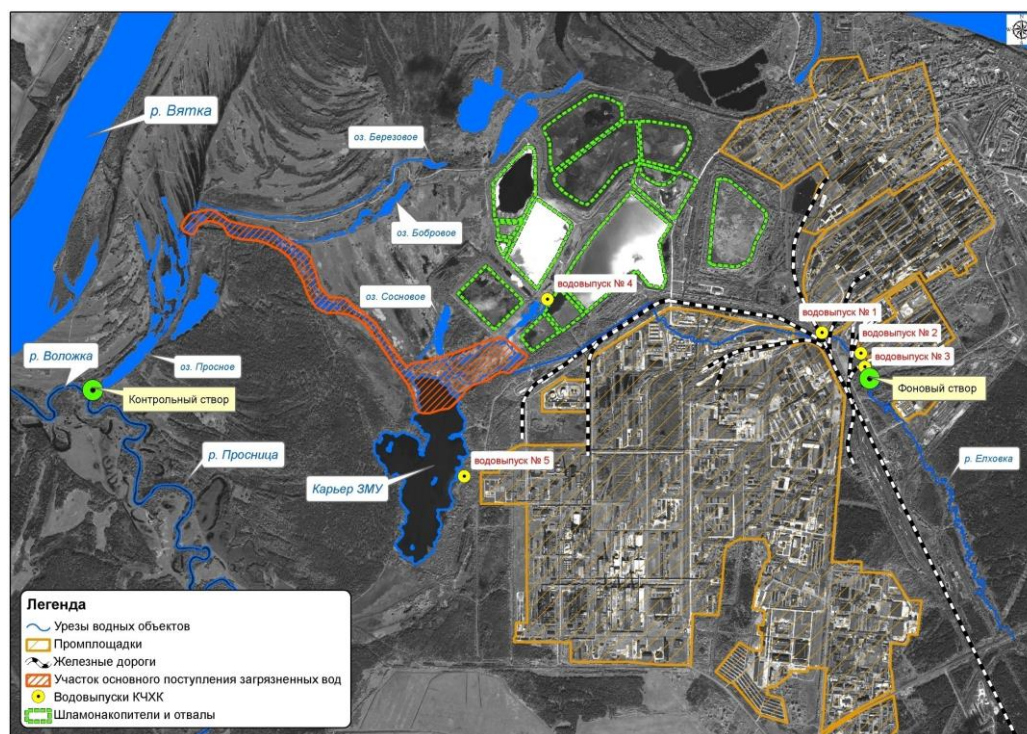 р. Вятка
оз. Березовое
оз. Бобровое
водовыпуск № 4
оз. Сосновое
водовыпуск № 1
водовыпуск № 2
водовыпуск № 3
р. Воложка
оз. Просное
Контрольный створ
Фоновый створ
р. Просница
водовыпуск № 5
р. Елховка
Карьер ЗМУ
Легенда
Урезы водных объектов
Промплощадки
Железные дороги
Участок основного поступления загрязненных вод
Водовыпуски КЧХК
Шламонакопители и отвалы